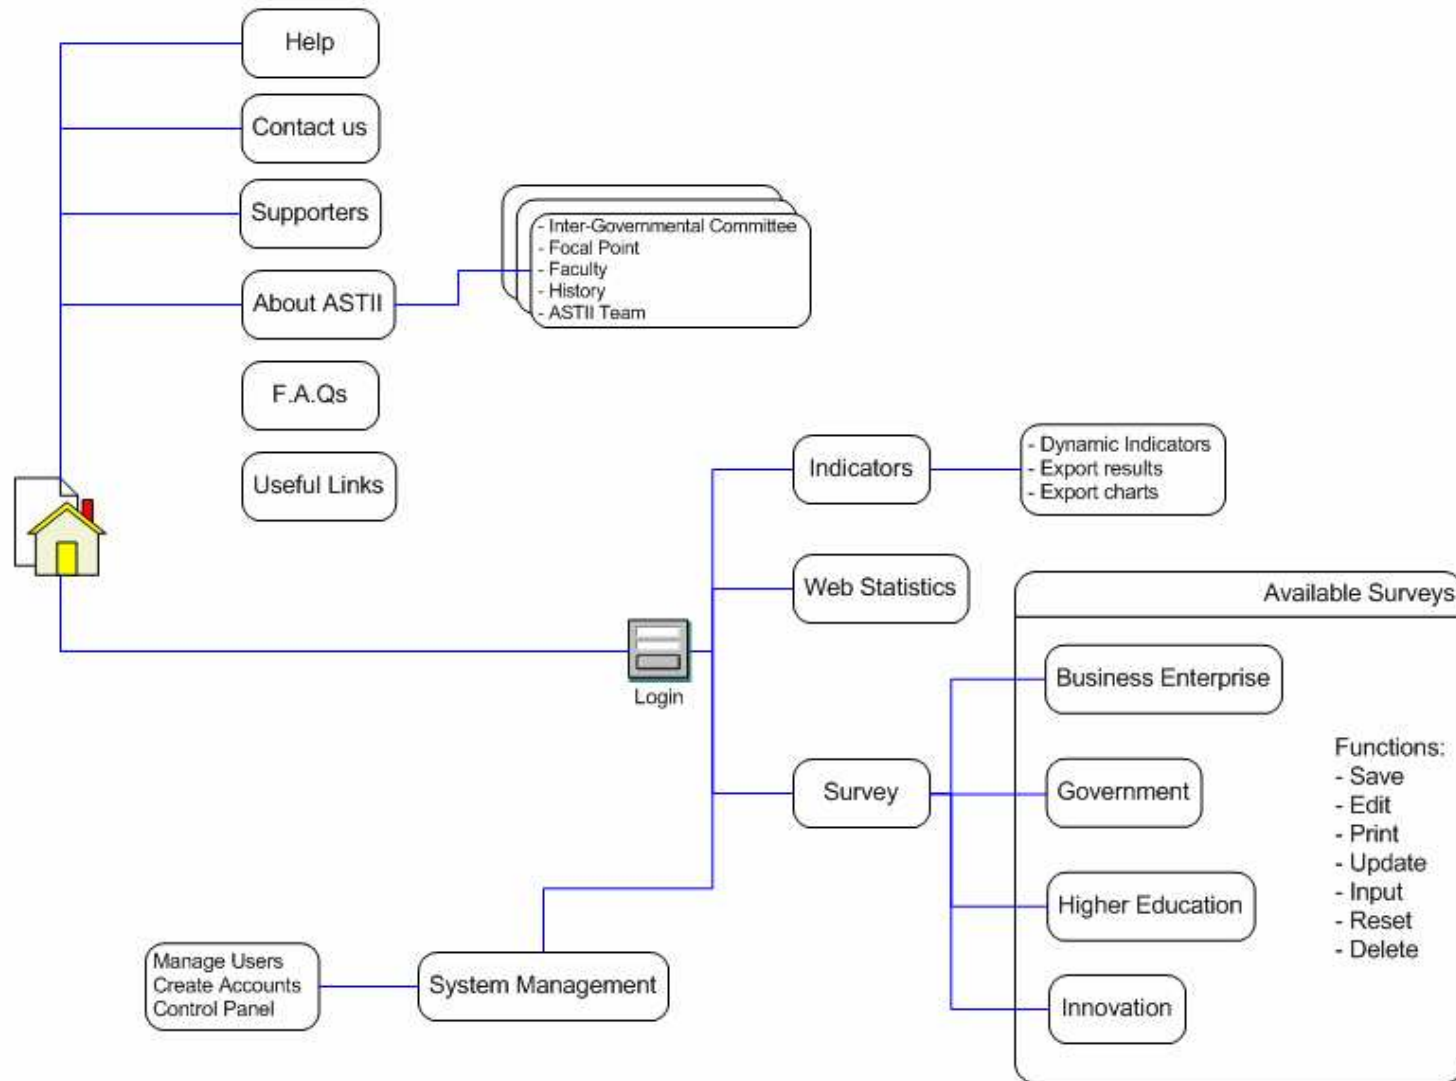 Help
Contact us
Supporters
About ASTII
- Inter-Governmental Committee
- Focal Point
- Faculty
- History
- ASTII Team
F.A.Qs
Useful Links
Login
Indicators
- Dynamic Indicators
- Export results
- Export charts
Web Statistics
Survey
Available Surveys
Business Enterprise
Government
Higher Education
Innovation
Functions:
- Save
- Edit
- Print
- Update
- Input
- Reset
- Delete
System Management
Manage Users
Create Accounts
Control Panel